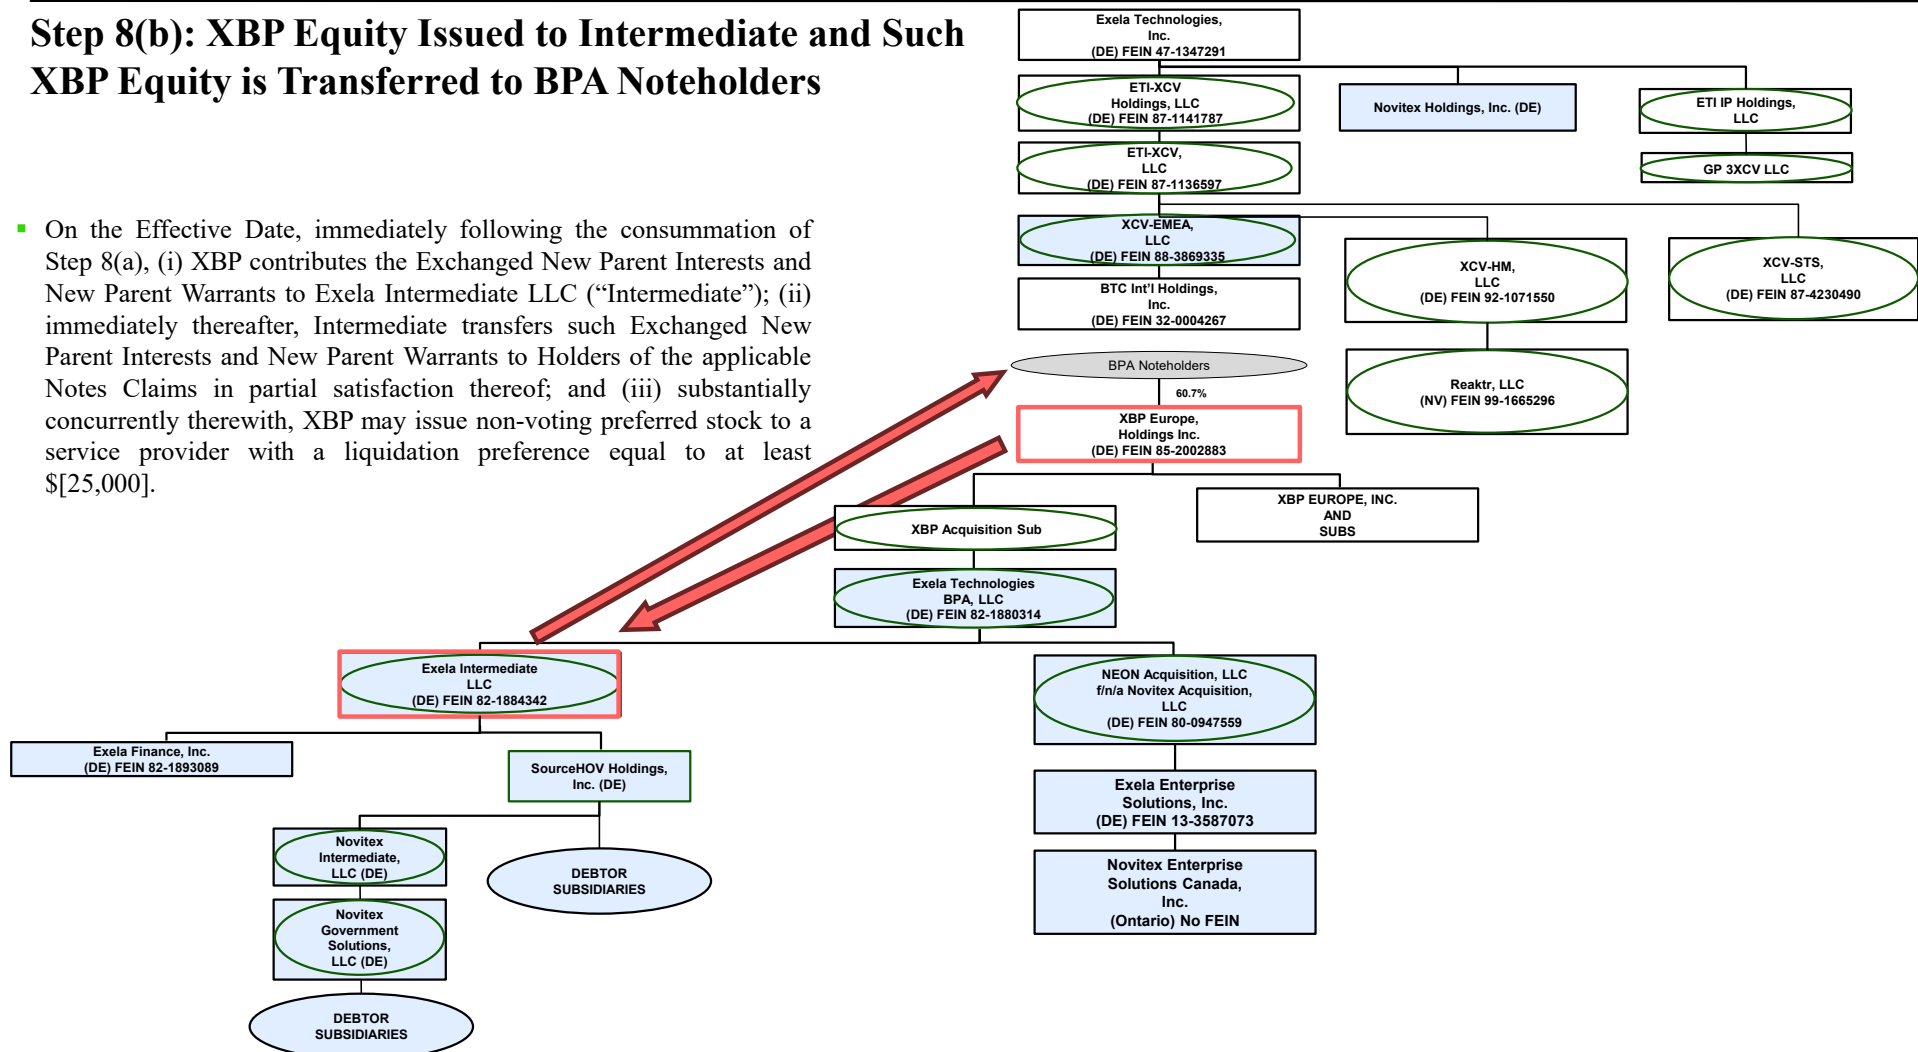 Step 8(b): XBP Equity Issued to Intermediate and Such
XBP Equity is Transferred to BPA Noteholders
▪ On the Effective Date, immediately following the consummation of
Step 8(a), (i) XBP contributes the Exchanged New Parent Interests and
New Parent Warrants to Exela Intermediate LLC (“Intermediate”); (ii)
immediately thereafter, Intermediate transfers such Exchanged New
Parent Interests and New Parent Warrants to Holders of the applicable
Notes Claims in partial satisfaction thereof; and (iii) substantially
concurrently therewith, XBP may issue non-voting preferred stock to a
service provider with a liquidation preference equal to at least
$[25,000].
Exela Technologies,
Inc.
(DE) FEIN 47-1347291
ETI-XCV
Holdings, LLC
(DE) FEIN 87-1141787
Novitex Holdings, Inc. (DE)
ETI IP Holdings,
LLC
ETI-XCV,
LLC
(DE) FEIN 87-1136597
GP 3XCV LLC
XCV-EMEA,
LLC
(DE) FEIN 88-3869335
XCV-HM,
LLC
(DE) FEIN 92-1071550
XCV-STS,
LLC
(DE) FEIN 87-4230490
BTC Int’l Holdings,
Inc.
(DE) FEIN 32-0004267
BPA Noteholders
60.7%
Reaktr, LLC
(NV) FEIN 99-1665296
XBP Europe,
Holdings Inc.
(DE) FEIN 85-2002883
XBP EUROPE, INC.
AND
SUBS
XBP Acquisition Sub
Exela Technologies
BPA, LLC
(DE) FEIN 82-1880314
Exela Intermediate
LLC
(DE) FEIN 82-1884342
NEON Acquisition, LLC
f/n/a Novitex Acquisition,
LLC
(DE) FEIN 80-0947559
Exela Finance, Inc.
(DE) FEIN 82-1893089
SourceHOV Holdings,
Inc. (DE)
Exela Enterprise
Solutions, Inc.
(DE) FEIN 13-3587073
Novitex
Intermediate,
LLC (DE)
DEBTOR
SUBSIDIARIES
Novitex Enterprise
Solutions Canada,
Inc.
(Ontario) No FEIN
Novitex
Government
Solutions,
LLC (DE)
DEBTOR
SUBSIDIARIES